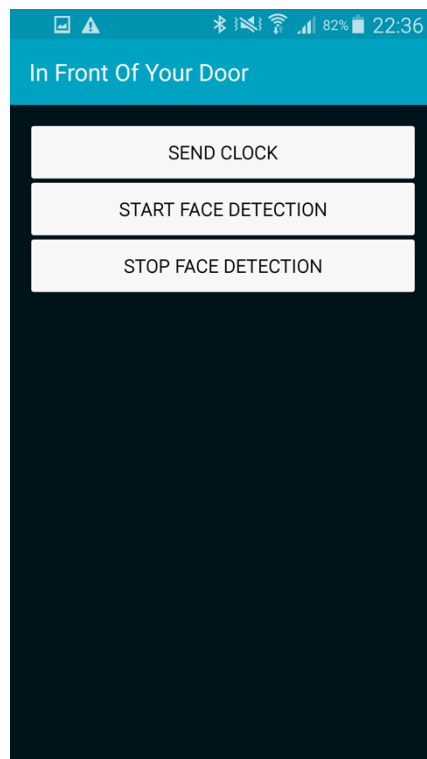 82% 22:36
In Front Of Your Door
SEND CLOCK
START FACE DETECTION
STOP FACE DETECTION